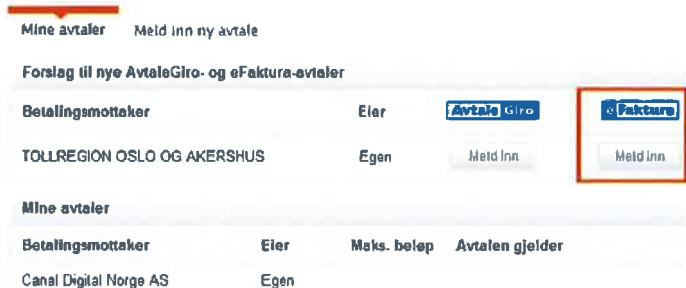 Mine avtaler Meld inn ny avtale
Forslag til nye AvtaleGiro- og eFaktura-avtaler
Betalingsmottaker Eier AvtaleGiro eFaktura
TOLLREGION OSLO OG AKERSHUS Egen Meld inn Meld inn
Mine avtaler
Betalingsmottaker Eier Maks. beløp Avtalen gjelder
Canal Digital Norge AS Egen